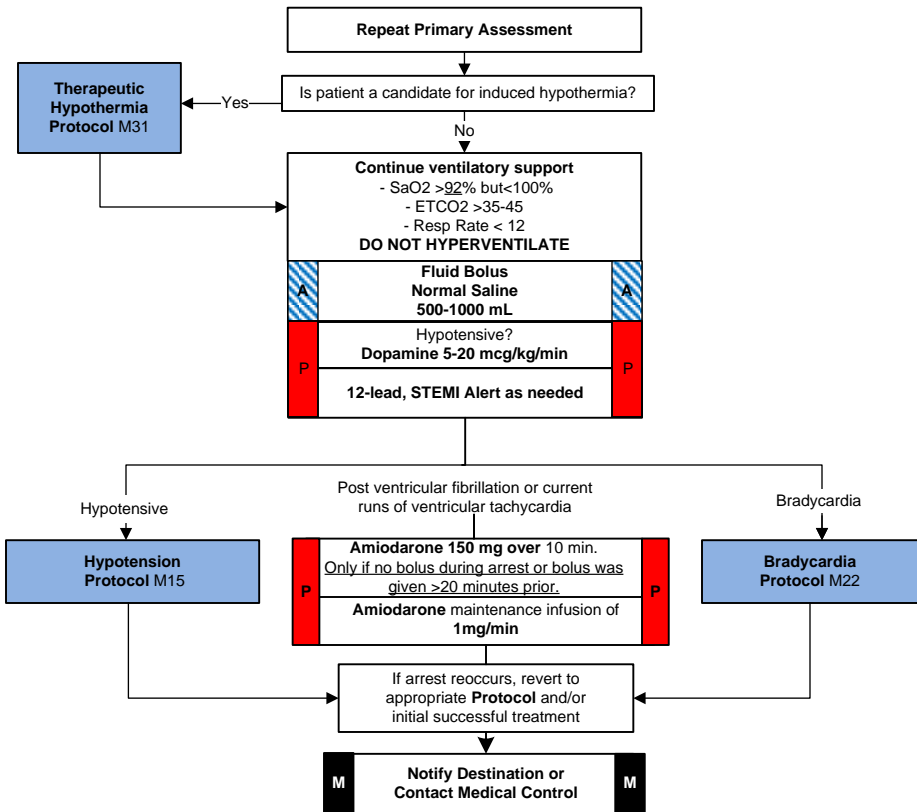 Repeat Primary Assessment
Is patient a candidate for induced hypothermia?
Yes
Therapeutic
Hypothermia
Protocol M31
No
Continue ventilatory support
- SaO2 >92% but<100%
- ETCO2 >35-45
- Resp Rate < 12
DO NOT HYPERVENTILATE
A
Fluid Bolus
Normal Saline
500-1000 mL
A
P
Hypotensive?
Dopamine 5-20 mcg/kg/min
12-lead, STEMI Alert as needed
P
Hypotensive
Post ventricular fibrillation or current
runs of ventricular tachycardia
Bradycardia
Hypotension
Protocol M15
P
Amiodarone 150 mg over 10 min.
Only if no bolus during arrest or bolus was
given >20 minutes prior.
Amiodarone maintenance infusion of
1mg/min
P
Bradycardia
Protocol M22
If arrest reoccurs, revert to
appropriate Protocol and/or
initial successful treatment
M
Notify Destination or
Contact Medical Control
M